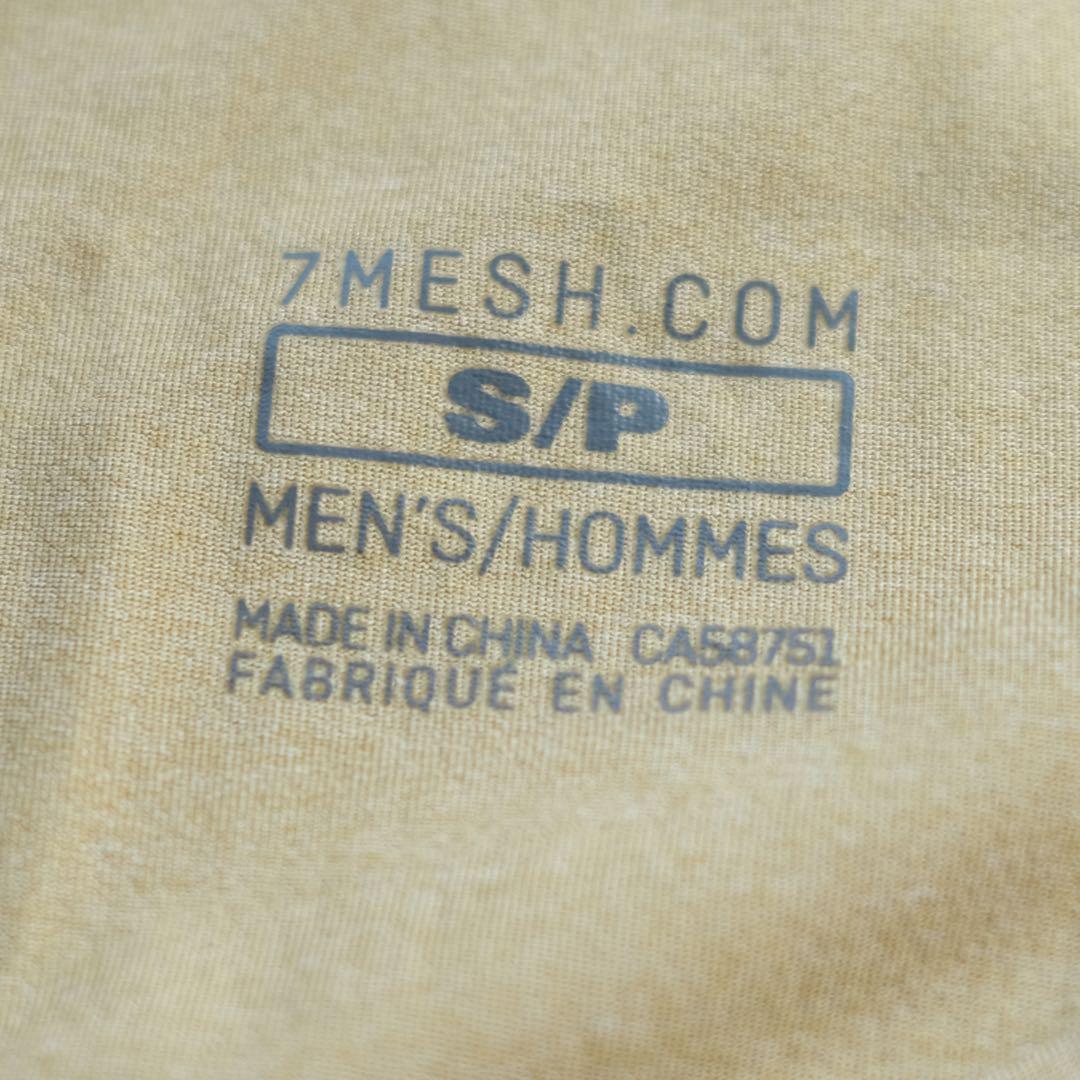 7MESH.COM
S/P
MEN'S/HOMMES
MADE IN CHINA CA58751
FABRIQUÉ EN CHINE